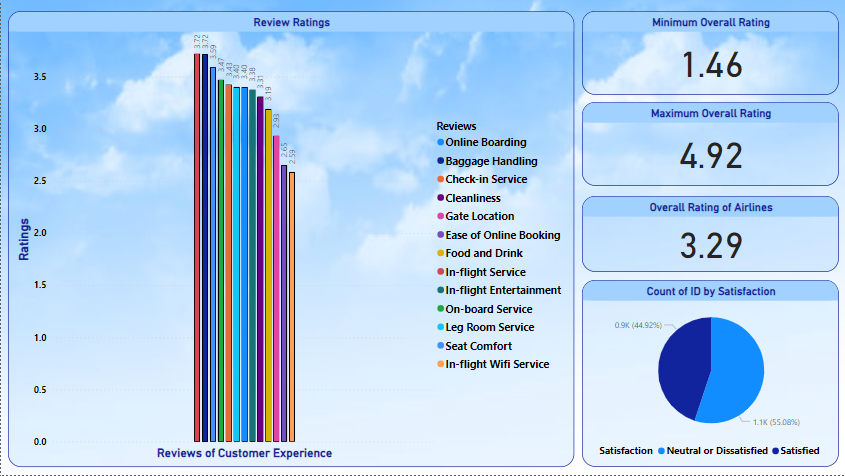 Review Ratings
3.72
3.72
3.59
3.47
3.43
3.40
3.40
3.38
3.31
3.19
2.93
2.65
2.59
3.5
3.0
2.5
2.0
1.5
1.0
0.5
0.0
Ratings
Reviews of Customer Experience
Reviews
Online Boarding
Baggage Handling
Check-in Service
Cleanliness
Gate Location
Ease of Online Booking
Food and Drink
In-flight Service
In-flight Entertainment
On-board Service
Leg Room Service
Seat Comfort
In-flight Wifi Service
Minimum Overall Rating
1.46
Maximum Overall Rating
4.92
Overall Rating of Airlines
3.29
Count of ID by Satisfaction
0.9K (44.92%)
1.1K (55.08%)
Satisfaction Neutral or Dissatisfied Satisfied